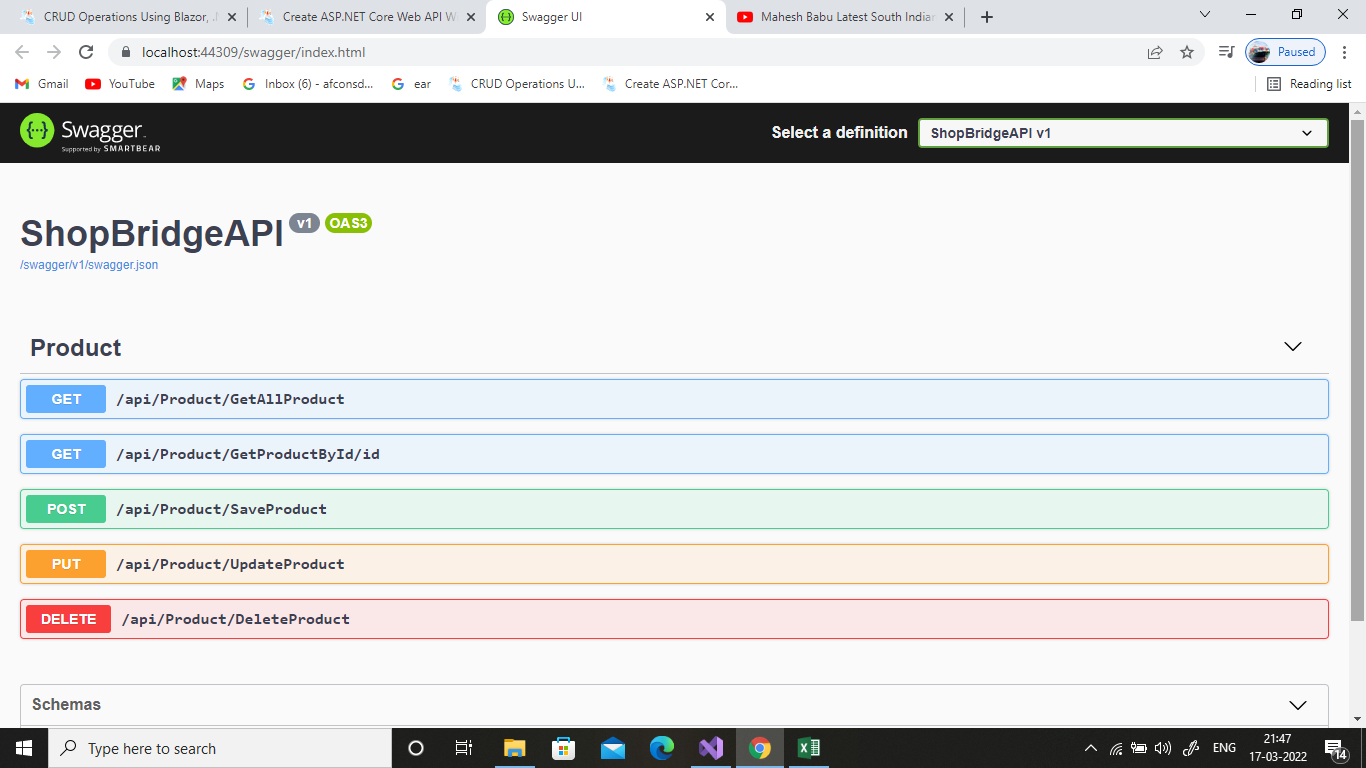 CRUD Operations Using Blazor, .N
Create ASP.NET Core Web API W
Swagger UI
Mahesh Babu Latest South Indian
localhost:44309/swagger/index.html
Paused
Gmail
YouTube
Maps
Inbox (6) - afconsd...
ear
CRUD Operations U...
Create ASP.NET Cor...
Reading list
Swagger
Supported by SMARTBEAR
Select a definition
ShopBridgeAPI v1
ShopBridgeAPI v1 OAS3
/swagger/v1/swagger.json
Product
GET /api/Product/GetAllProduct
GET /api/Product/GetProductById/id
POST /api/Product/SaveProduct
PUT /api/Product/UpdateProduct
DELETE /api/Product/DeleteProduct
Schemas
Type here to search
ENG
21:47
17-03-2022
14